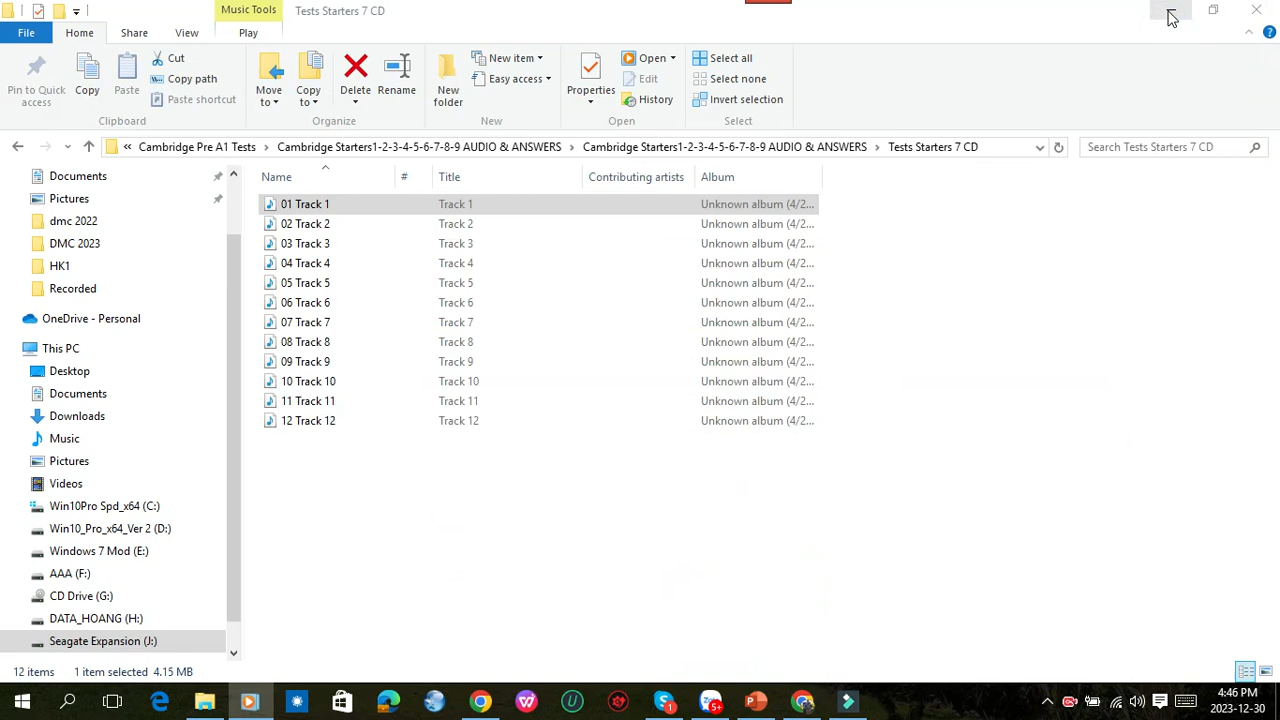 Music Tools
Tests Starters 7 CD
File
Home
Share
View
Play
Pin to Quick access
Copy
Paste
Cut
Copy path
Paste shortcut
Clipboard
Move to
Copy to
Delete
Rename
Organize
New folder
New item
Easy access
New
Properties
Open
Edit
History
Open
Select all
Select none
Invert selection
Select
« Cambridge Pre A1 Tests > Cambridge Starters1-2-3-4-5-6-7-8-9 AUDIO & ANSWERS > Cambridge Starters1-2-3-4-5-6-7-8-9 AUDIO & ANSWERS > Tests Starters 7 CD
Search Tests Starters 7 CD
Documents
Pictures
dmc 2022
DMC 2023
HK1
Recorded
OneDrive - Personal
This PC
Desktop
Documents
Downloads
Music
Pictures
Videos
Win10Pro Spd_x64 (C:)
Win10_Pro_x64_Ver 2 (D:)
Windows 7 Mod (E:)
AAA (F:)
CD Drive (G:)
DATA_HOANG (H:)
Seagate Expansion (J:)
Name # Title Contributing artists Album
01 Track 1 Track 1 Unknown album (4/2...
02 Track 2 Track 2 Unknown album (4/2...
03 Track 3 Track 3 Unknown album (4/2...
04 Track 4 Track 4 Unknown album (4/2...
05 Track 5 Track 5 Unknown album (4/2...
06 Track 6 Track 6 Unknown album (4/2...
07 Track 7 Track 7 Unknown album (4/2...
08 Track 8 Track 8 Unknown album (4/2...
09 Track 9 Track 9 Unknown album (4/2...
10 Track 10 Track 10 Unknown album (4/2...
11 Track 11 Track 11 Unknown album (4/2...
12 Track 12 Track 12 Unknown album (4/2...
12 items 1 item selected 4.15 MB
1
5+
4:46 PM
2023-12-30